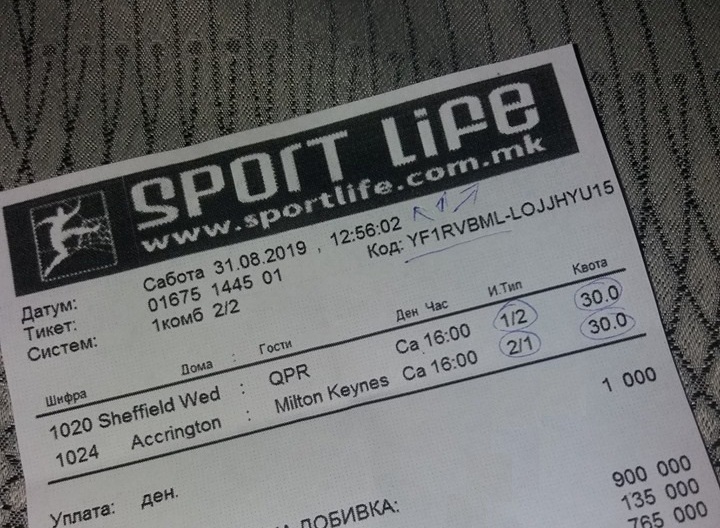 SPORT LIFE
www.sportlife.com.mk
Датум: Сабота 31.08.2019 , 12:56:02
Тикет: 01675 1445 01 Код: YF1RVBML-LOJJHYU15
Систем: 1комб 2/2
Шифра Дома : Гости Ден Час И.Тип Квота
1020 Sheffield Wed : QPR Са 16:00 1/2 30.0
1024 Accrington : Milton Keynes Са 16:00 2/1 30.0
Уплата: ден. 1 000
ДОБИВКА: 900 000
135 000
765 000